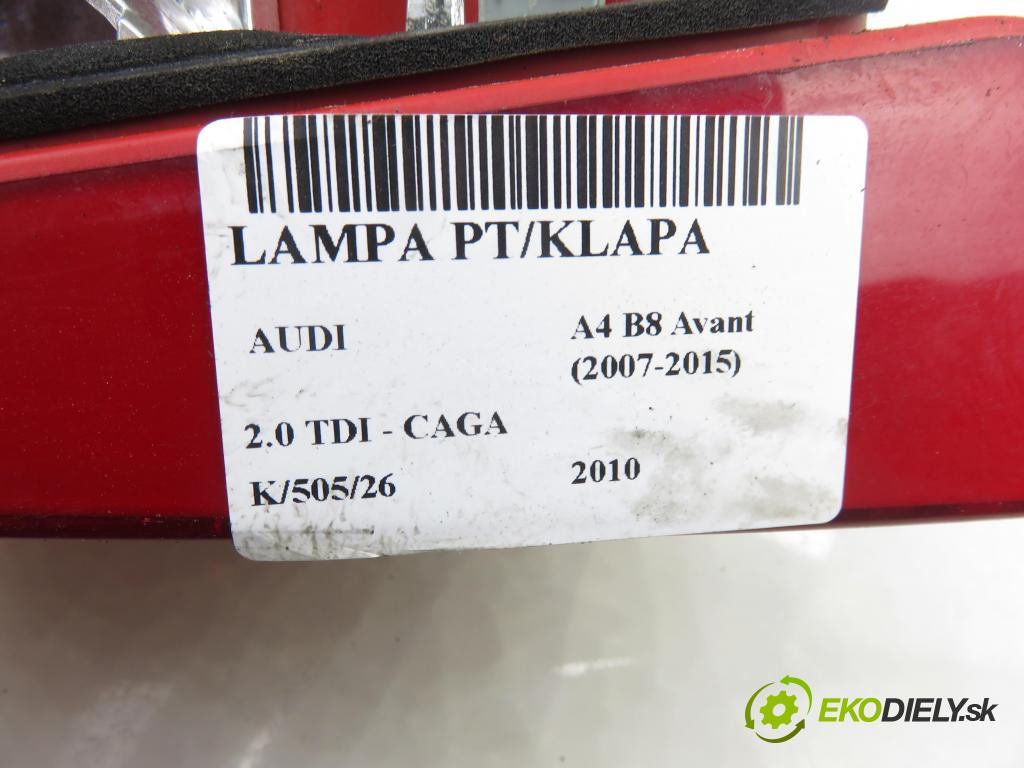 LAMPA PT/KLAPA
AUDI
A4 B8 Avant
(2007-2015)
2.0 TDI - CAGA
K/505/26
2010
EKODIELY.sk